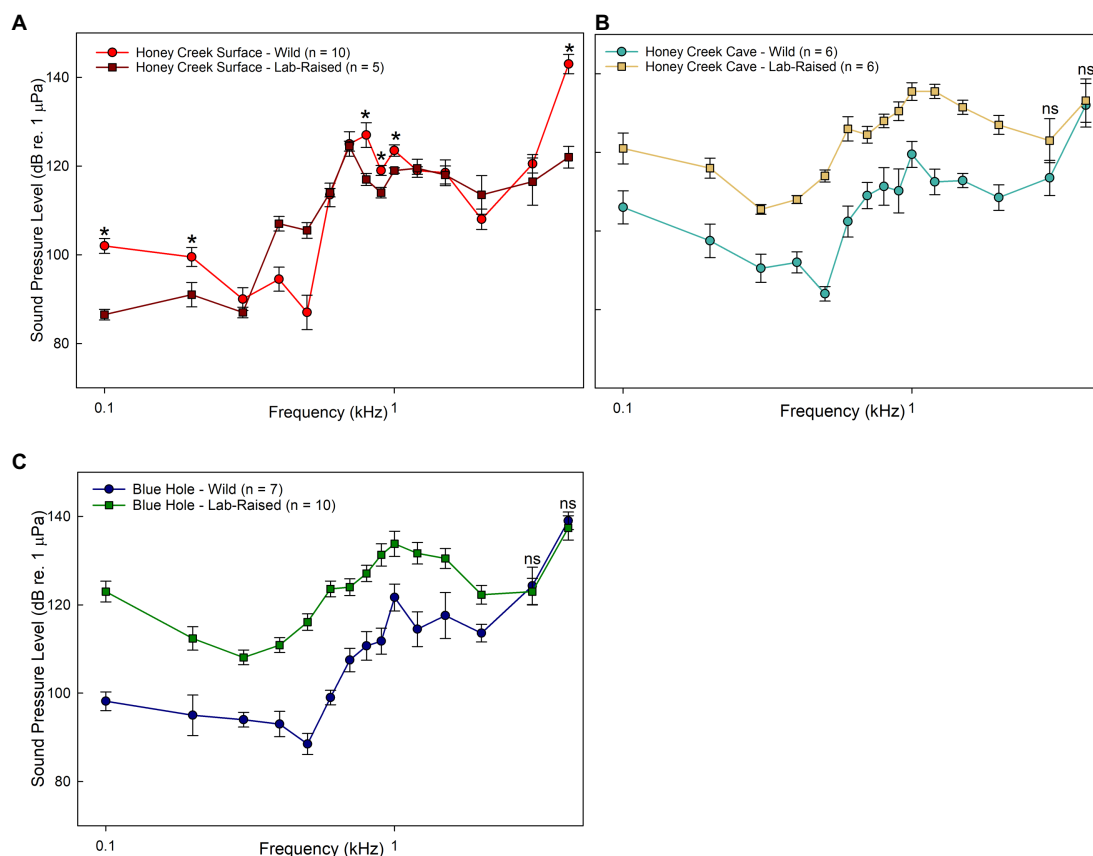 A
Honey Creek Surface - Wild (n = 10)
Honey Creek Surface - Lab-Raised (n = 5)
*
*
*
*
*
*
140
120
100
80
Sound Pressure Level (dB re. 1 µPa)
0.1
1
Frequency (kHz)
B
Honey Creek Cave - Wild (n = 6)
Honey Creek Cave - Lab-Raised (n = 6)
ns
ns
0.1
1
Frequency (kHz)
C
Blue Hole - Wild (n = 7)
Blue Hole - Lab-Raised (n = 10)
ns
ns
140
120
100
80
Sound Pressure Level (dB re. 1 µPa)
0.1
1
Frequency (kHz)